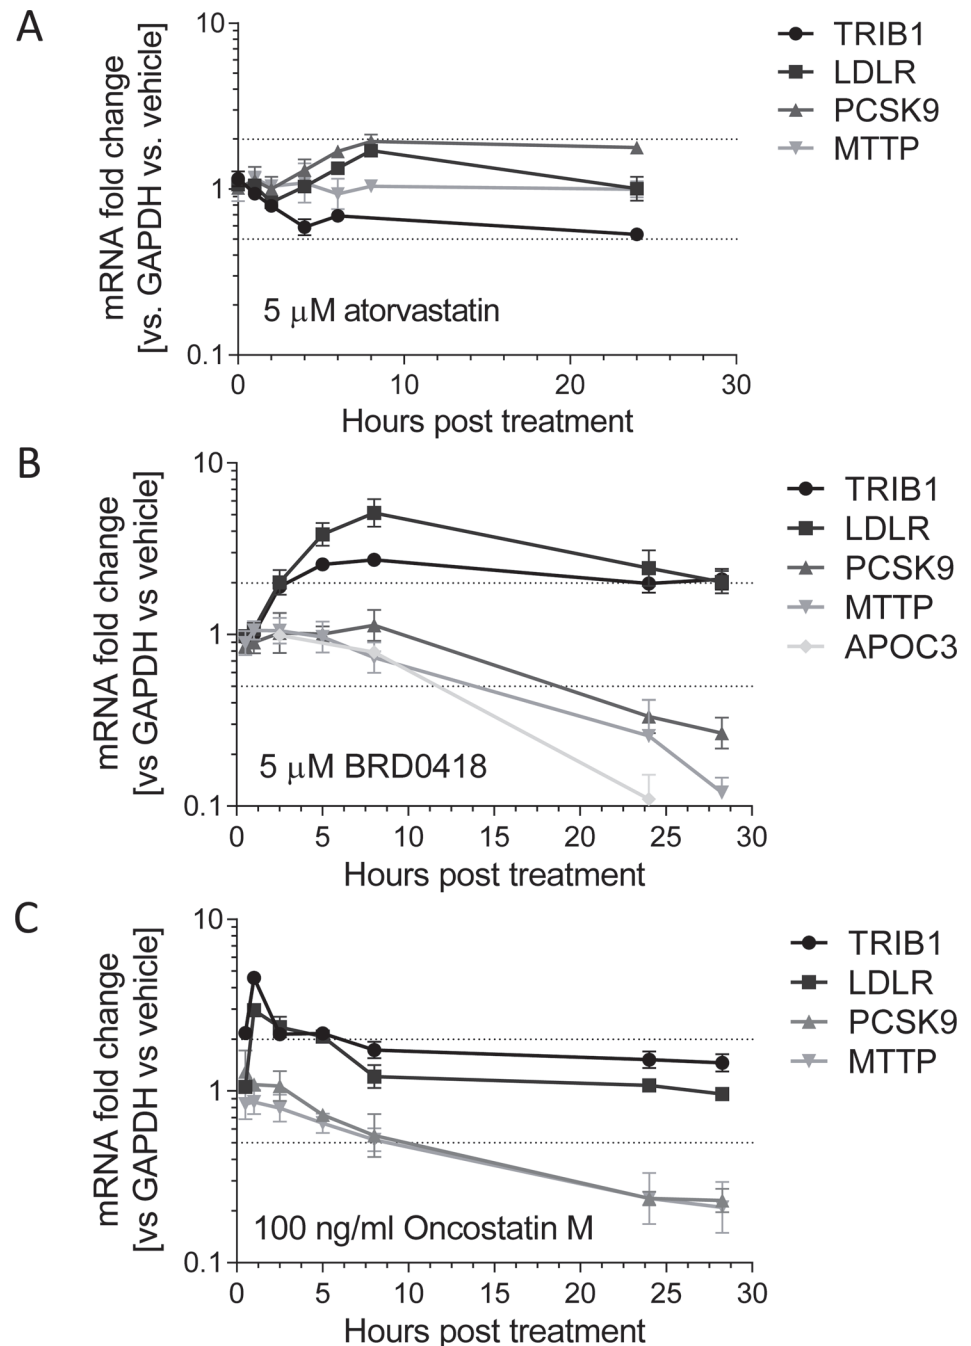 A
mRNA fold change
[vs. GAPDH vs. vehicle]
10
1
0.1
TRIB1
LDLR
PCSK9
MTTP
5 μM atorvastatin
0 10 20 30
Hours post treatment
B
mRNA fold change
[vs GAPDH vs vehicle]
10
1
0.1
TRIB1
LDLR
PCSK9
MTTP
APOC3
5 μM BRD0418
0 5 10 15 20 25 30
Hours post treatment
C
mRNA fold change
[vs GAPDH vs vehicle]
10
1
0.1
TRIB1
LDLR
PCSK9
MTTP
100 ng/ml Oncostatin M
0 5 10 15 20 25 30
Hours post treatment